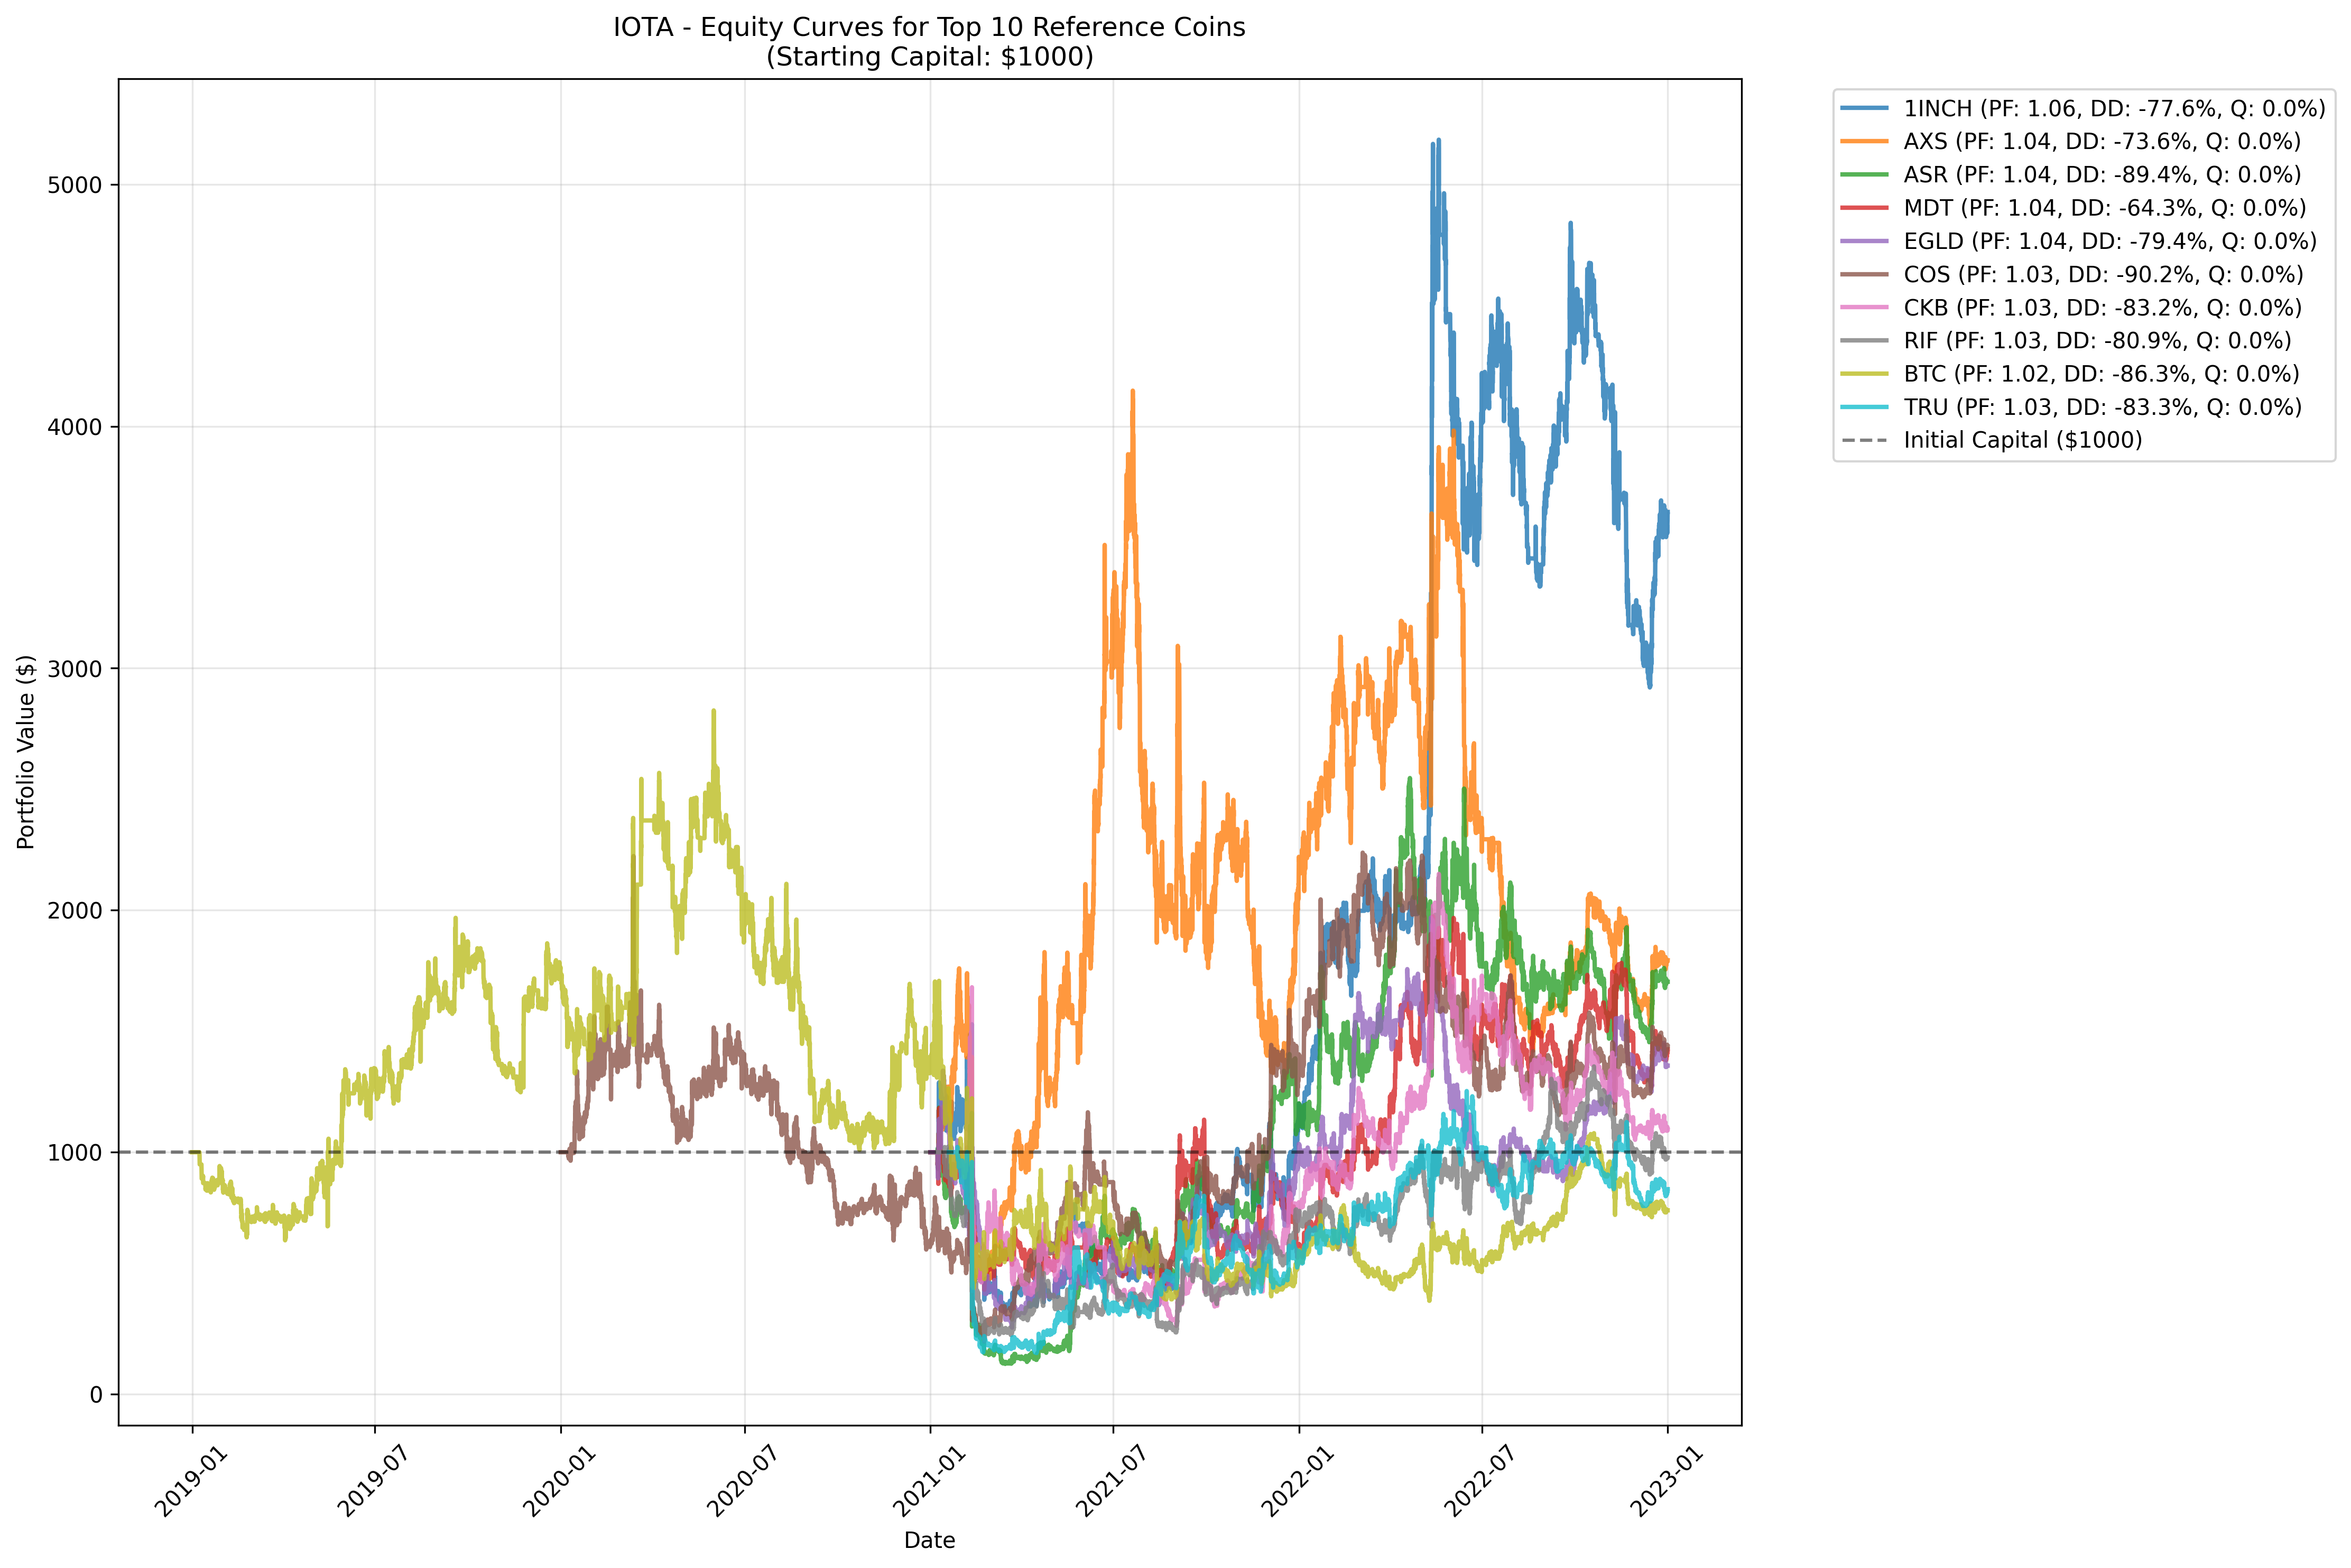 IOTA - Equity Curves for Top 10 Reference Coins
(Starting Capital: $1000)
1INCH (PF: 1.06, DD: -77.6%, Q: 0.0%)
AXS (PF: 1.04, DD: -73.6%, Q: 0.0%)
ASR (PF: 1.04, DD: -89.4%, Q: 0.0%)
MDT (PF: 1.04, DD: -64.3%, Q: 0.0%)
EGLD (PF: 1.04, DD: -79.4%, Q: 0.0%)
COS (PF: 1.03, DD: -90.2%, Q: 0.0%)
CKB (PF: 1.03, DD: -83.2%, Q: 0.0%)
RIF (PF: 1.03, DD: -80.9%, Q: 0.0%)
BTC (PF: 1.02, DD: -86.3%, Q: 0.0%)
TRU (PF: 1.03, DD: -83.3%, Q: 0.0%)
Initial Capital ($1000)
Portfolio Value ($)
5000
4000
3000
2000
1000
0
2019-01
2019-07
2020-01
2020-07
2021-01
2021-07
2022-01
2022-07
2023-01
Date